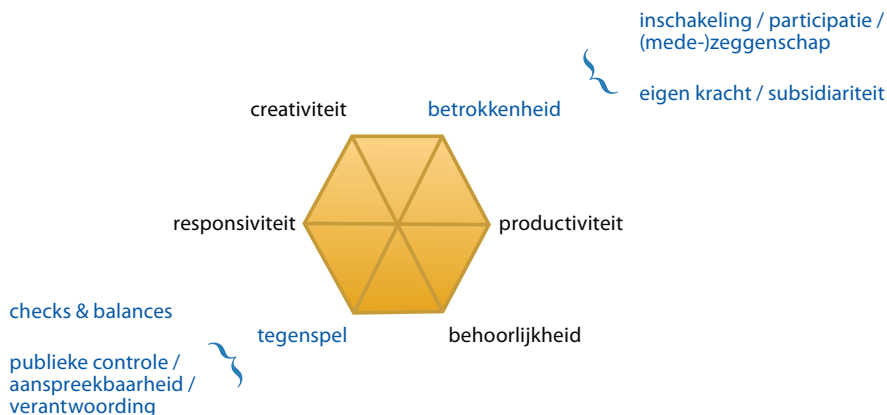 inschakeling / participatie /
(mede-)zeggenschap
eigen kracht / subsidiariteit
creativiteit
betrokkenheid
responsiviteit
productiviteit
checks & balances
tegenspel
behoorlijkheid
publieke controle /
aanspreekbaarheid /
verantwoording